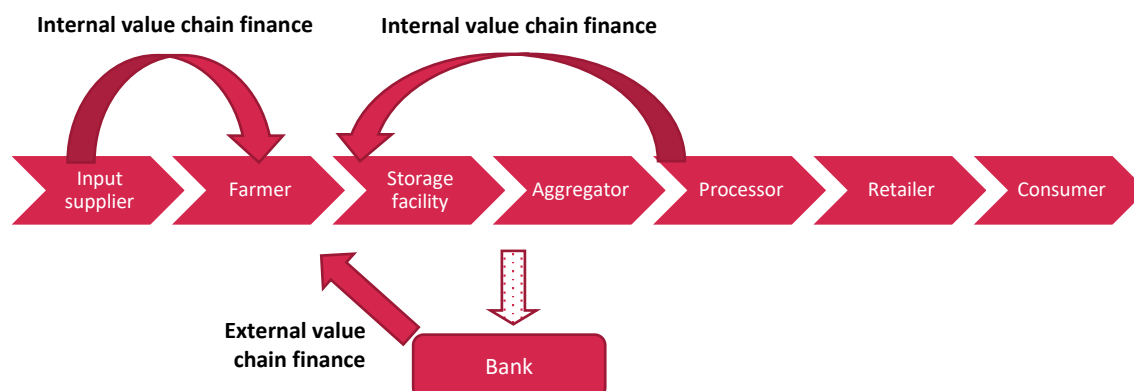 Internal value chain finance
Internal value chain finance
Input
supplier
Farmer
Storage
facility
Aggregator
Processor
Retailer
Consumer
External value
chain finance
Bank